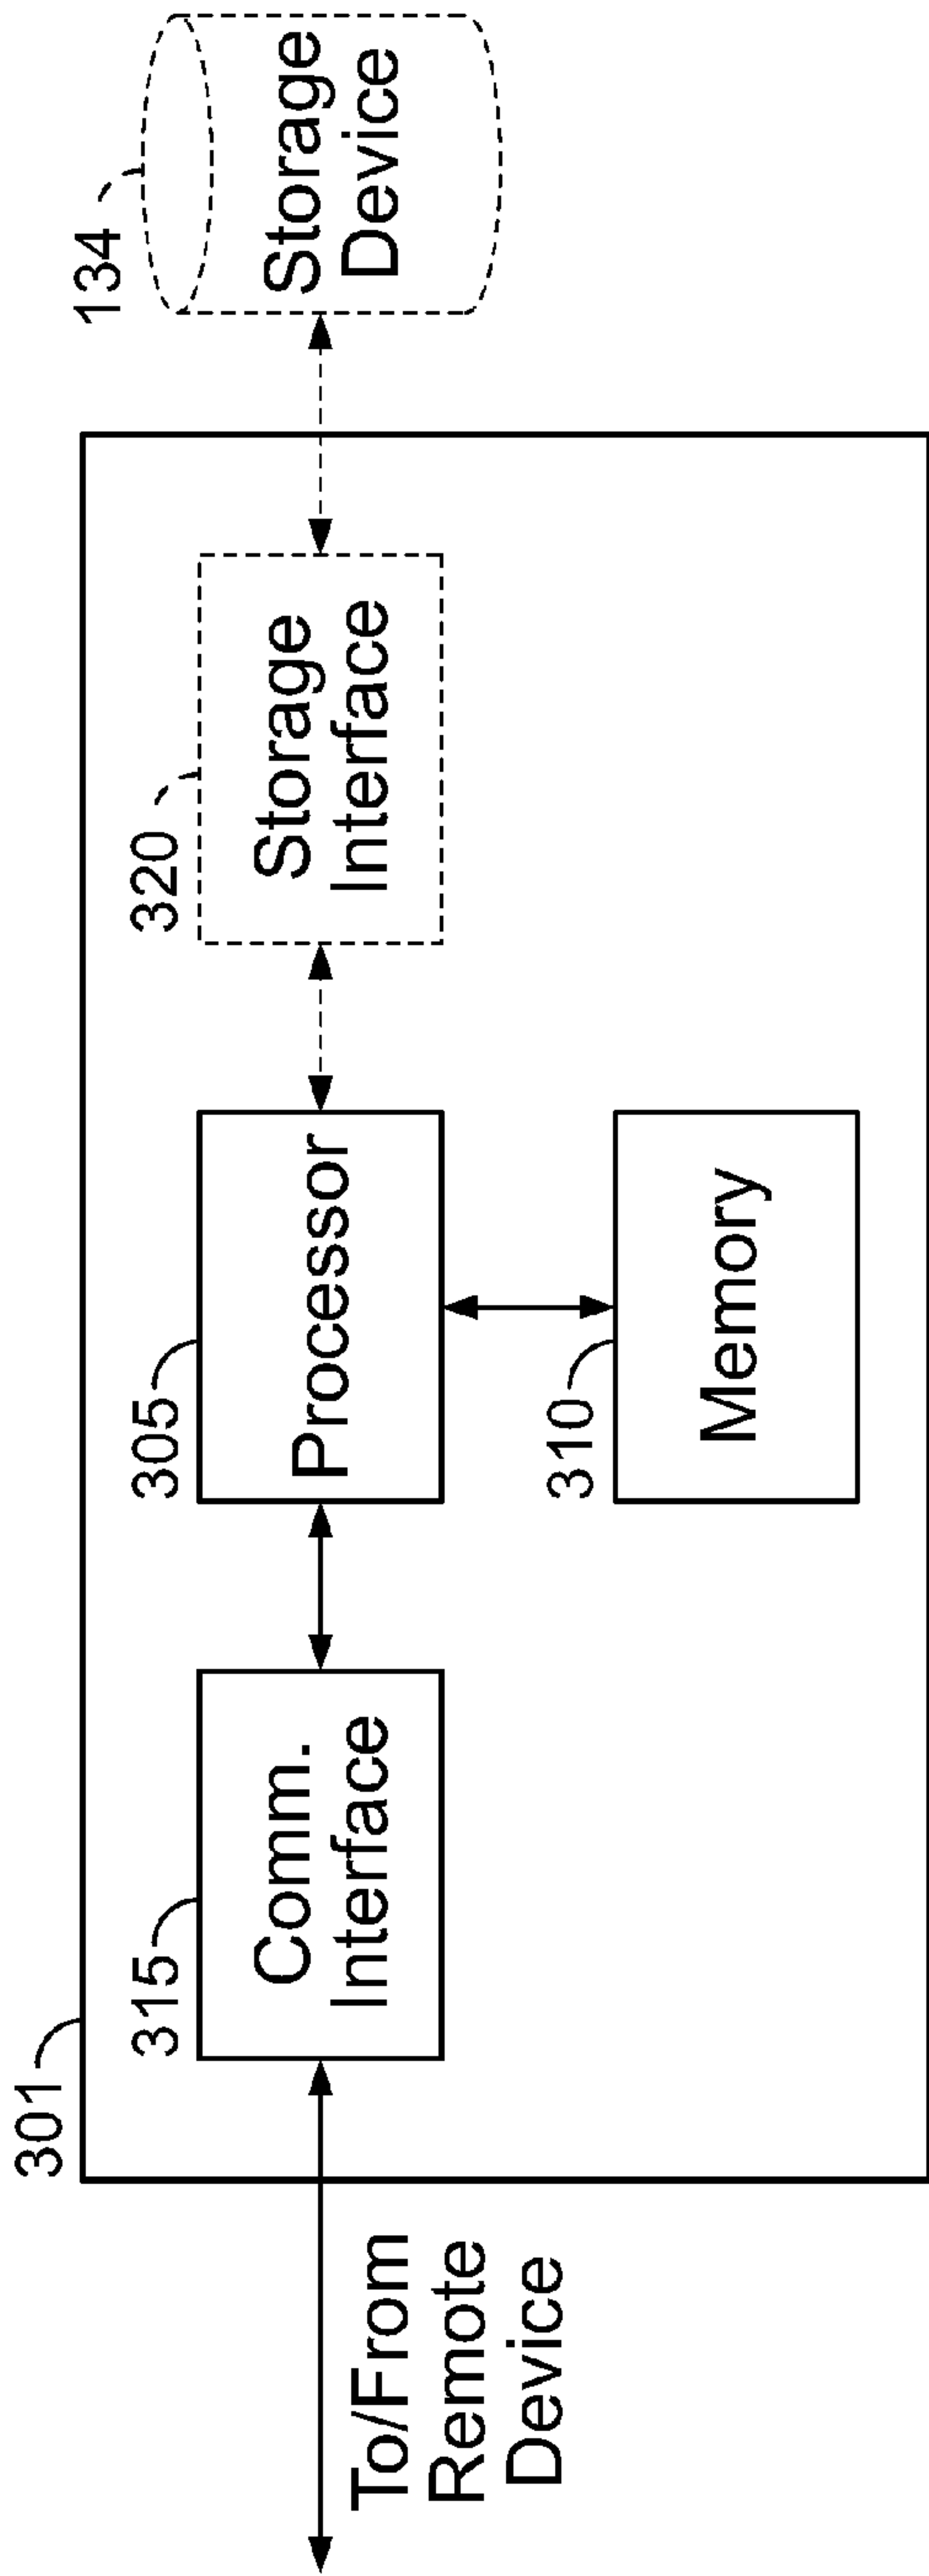 301
315
Comm.
Interface
305
Processor
320
Storage
Interface
134
Storage
Device
To/From
Remote
Device
310
Memory